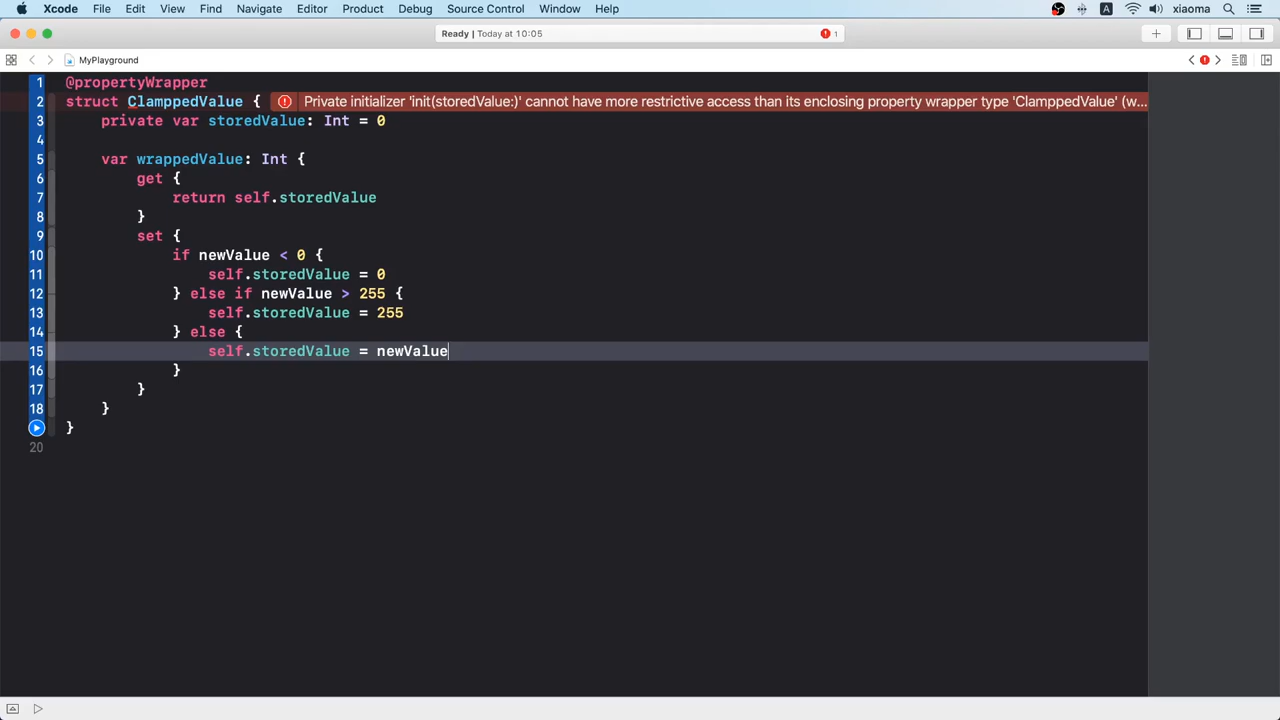 Xcode File Edit View Find Navigate Editor Product Debug Source Control Window Help A xiaoma
Ready | Today at 10:05 1
MyPlayground
1 @propertyWrapper
2 struct ClamppedValue { Private initializer 'init(storedValue:)' cannot have more restrictive access than its enclosing property wrapper type 'ClamppedValue' (w...
3 private var storedValue: Int = 0
4
5 var wrappedValue: Int {
6 get {
7 return self.storedValue
8 }
9 set {
10 if newValue < 0 {
11 self.storedValue = 0
12 } else if newValue > 255 {
13 self.storedValue = 255
14 } else {
15 self.storedValue = newValue
16 }
17 }
18 }
}
20